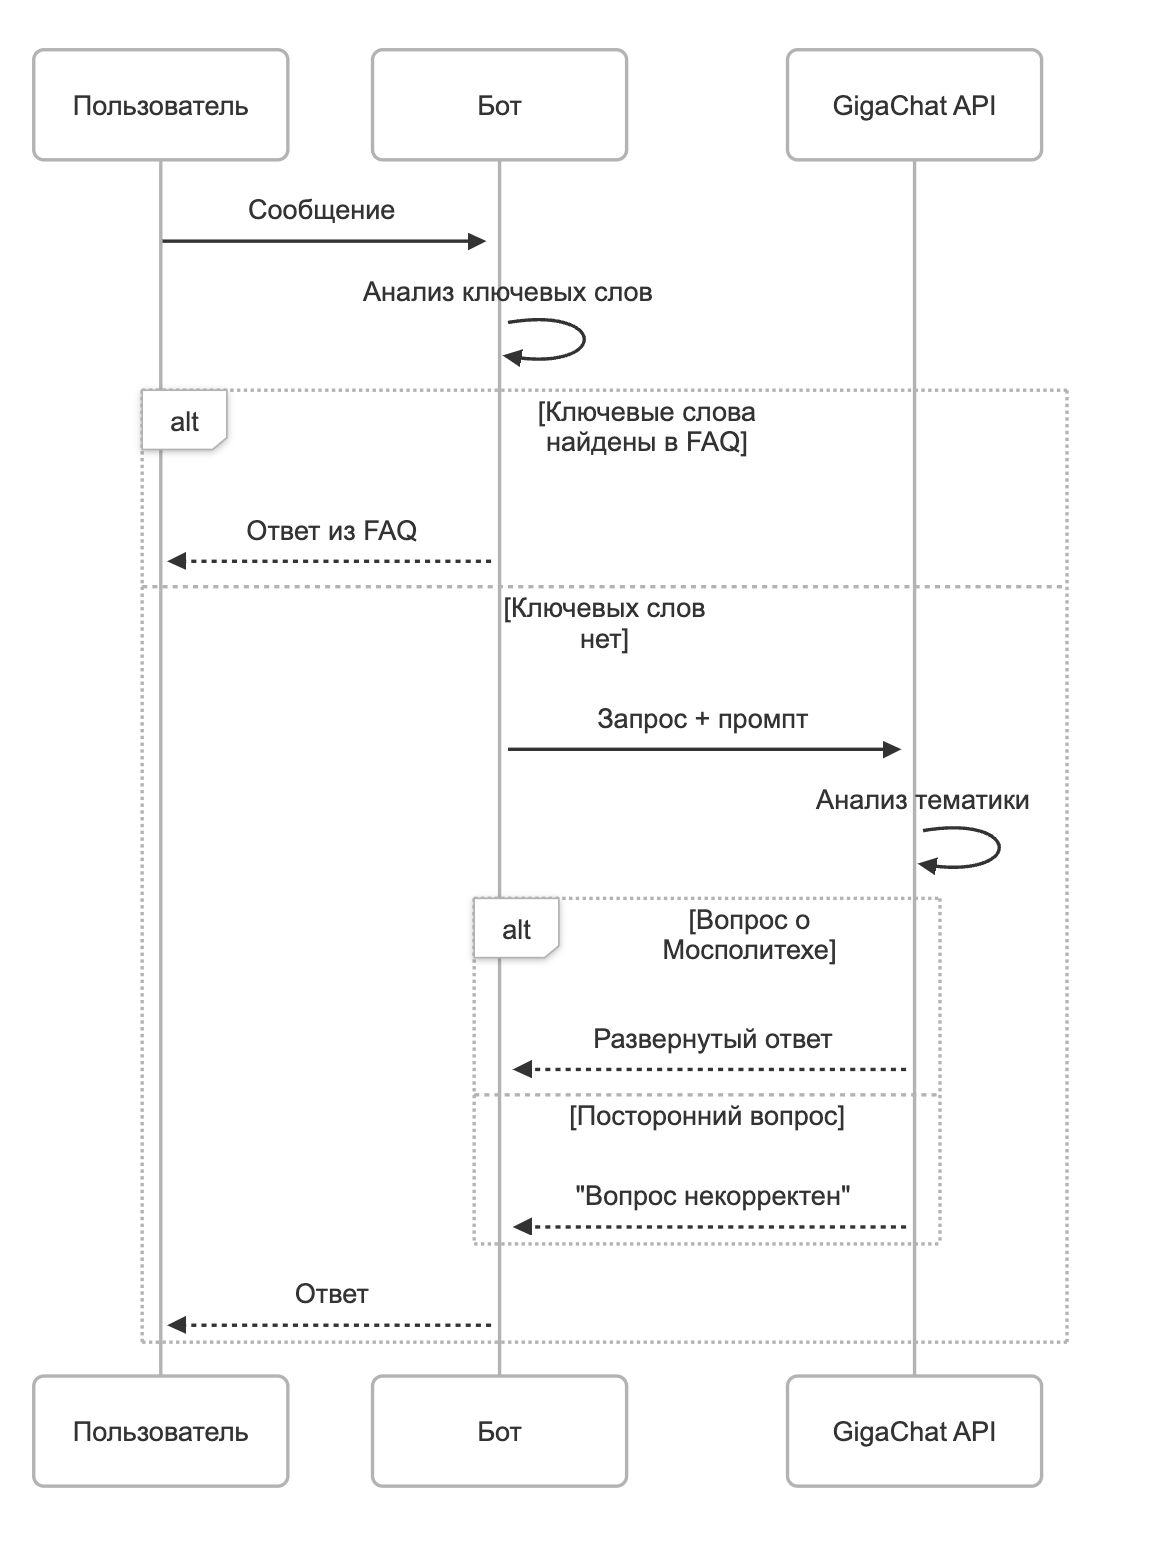 Пользователь
Бот
GigaChat API
Сообщение
Анализ ключевых слов
alt
[Ключевые слова
найдены в FAQ]
Ответ из FAQ
[Ключевых слов
нет]
Запрос + промпт
Анализ тематики
alt
[Вопрос о
Мосполитехе]
Развернутый ответ
[Посторонний вопрос]
"Вопрос некорректен"
Ответ
Пользователь
Бот
GigaChat API